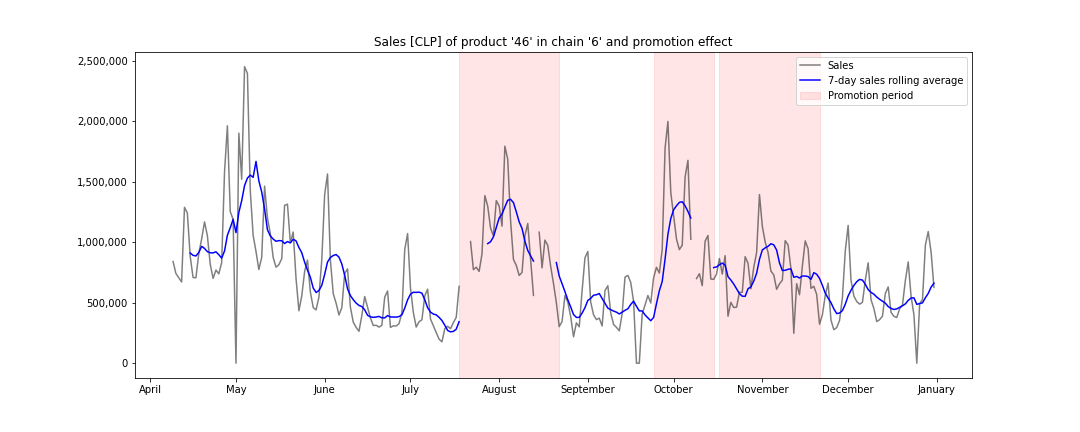 Sales [CLP] of product '46' in chain '6' and promotion effect
2,500,000
2,000,000
1,500,000
1,000,000
500,000
0
Sales
7-day sales rolling average
Promotion period
April May June July August September October November December January